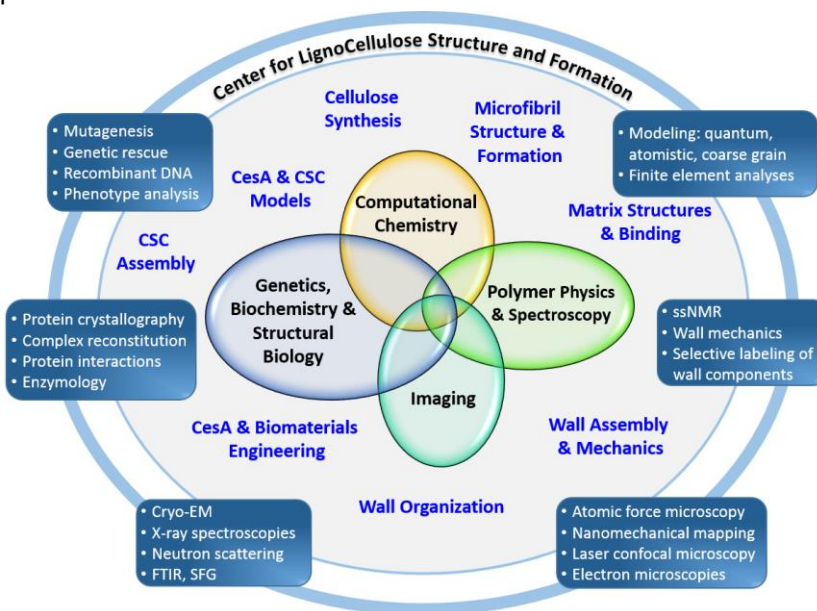 Center for LignoCellulose Structure and Formation
Cellulose
Synthesis
Microfibril
Structure &
Formation
• Mutagenesis
• Genetic rescue
• Recombinant DNA
• Phenotype analysis
• Modeling: quantum,
atomistic, coarse grain
• Finite element analyses
CesA & CSC
Models
Computational
Chemistry
Matrix Structures
& Binding
CSC
Assembly
Genetics,
Biochemistry &
Structural
Biology
Polymer Physics
& Spectroscopy
• Protein crystallography
• Complex reconstitution
• Protein interactions
• Enzymology
• ssNMR
• Wall mechanics
• Selective labeling of
wall components
Imaging
CesA & Biomaterials
Engineering
Wall Assembly
& Mechanics
Wall Organization
• Cryo-EM
• X-ray spectroscopies
• Neutron scattering
• FTIR, SFG
• Atomic force microscopy
• Nanomechanical mapping
• Laser confocal microscopy
• Electron microscopies